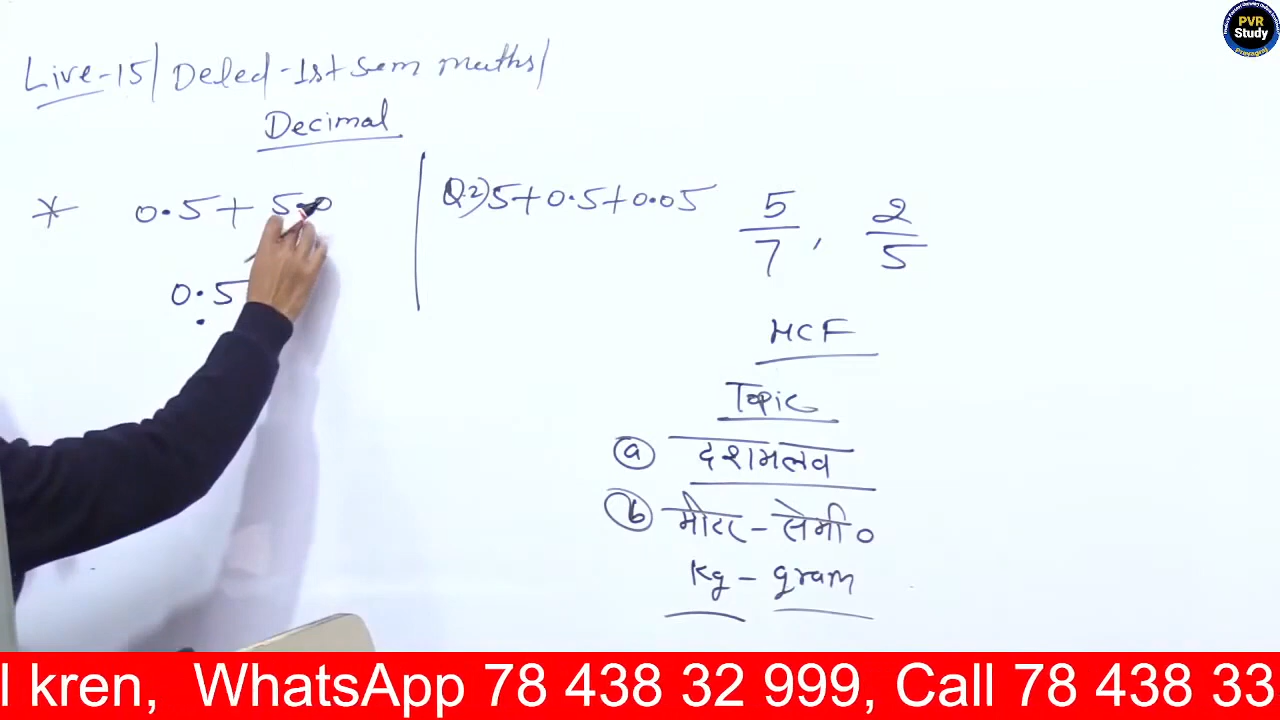 Live-15/Deled-1st sem maths/
Decimal
* 0.5+5.0
0.5
Q.2) 5+0.5+0.05
5/7, 2/5
HCF
Topic
(a) दशमलव
(b) मीटर - सेमी०
Kg - gram
PVR
Study
Prayagraj
l kren, WhatsApp 78 438 32 999, Call 78 438 33